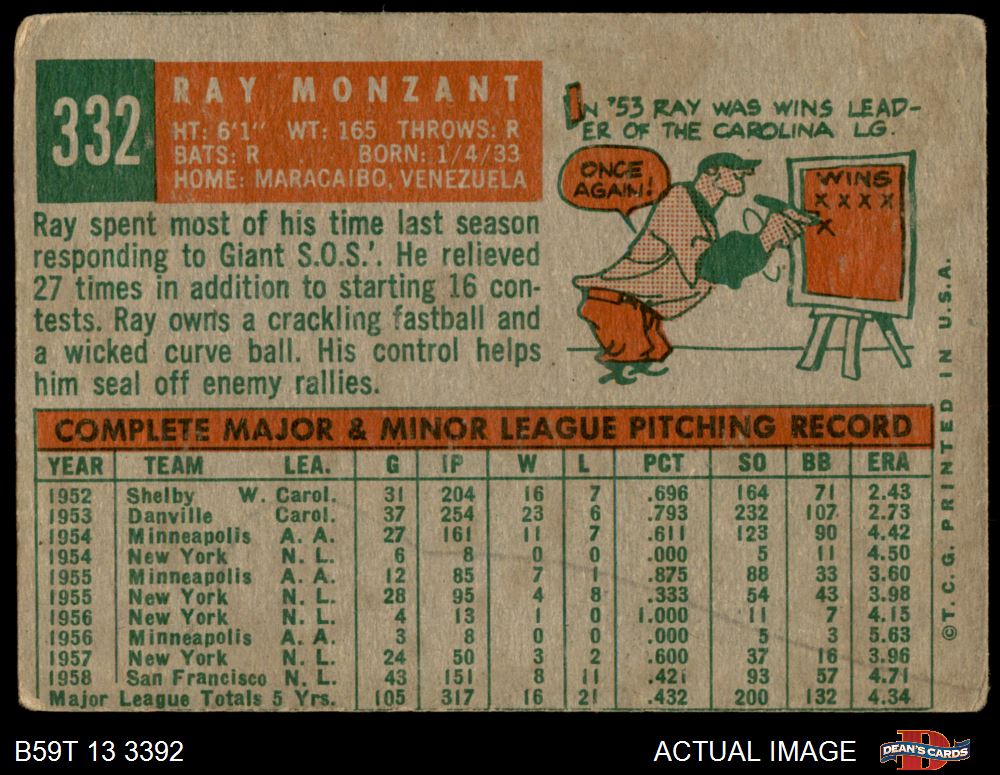 332
RAY MONZANT
HT: 6'1" WT: 165 THROWS: R
BATS: R BORN: 1/4/33
HOME: MARACAIBO, VENEZUELA
Ray spent most of his time last season
responding to Giant S.O.S.'. He relieved
27 times in addition to starting 16 con-
tests. Ray owns a crackling fastball and
a wicked curve ball. His control helps
him seal off enemy rallies.
IN '53 RAY WAS WINS LEAD-
ER OF THE CAROLINA LG.
ONCE
AGAIN!
WINS
X X X X
X
COMPLETE MAJOR & MINOR LEAGUE PITCHING RECORD
YEAR TEAM LEA. G IP W L PCT SO BB ERA
1952 Shelby W. Carol. 31 204 16 7 .696 164 71 2.43
1953 Danville Carol. 37 254 23 6 .793 232 107 2.73
1954 Minneapolis A. A. 27 161 11 7 .611 123 90 4.42
1954 New York N. L. 6 8 0 0 .000 5 11 4.50
1955 Minneapolis A. A. 12 85 7 1 .875 88 33 3.60
1955 New York N. L. 28 95 4 8 .333 54 43 3.98
1956 New York N. L. 4 13 1 0 1.000 11 7 4.15
1956 Minneapolis A. A. 3 8 0 0 .000 5 3 5.63
1957 New York N. L. 24 50 3 2 .600 37 16 3.96
1958 San Francisco N. L. 43 151 8 11 .421 93 57 4.71
Major League Totals 5 Yrs. 105 317 16 21 .432 200 132 4.34
©T. C. G. PRINTED IN U.S.A.
B59T 13 3392
ACTUAL IMAGE
DEAN'S CARDS